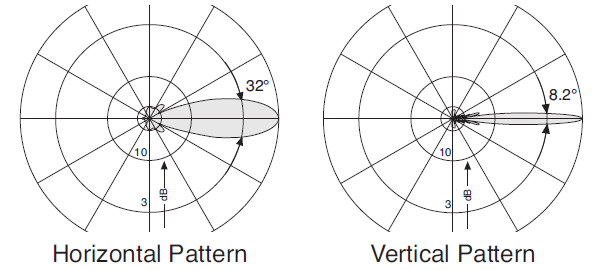 32°
10
dB
3
Horizontal Pattern
8.2°
10
dB
3
Vertical Pattern